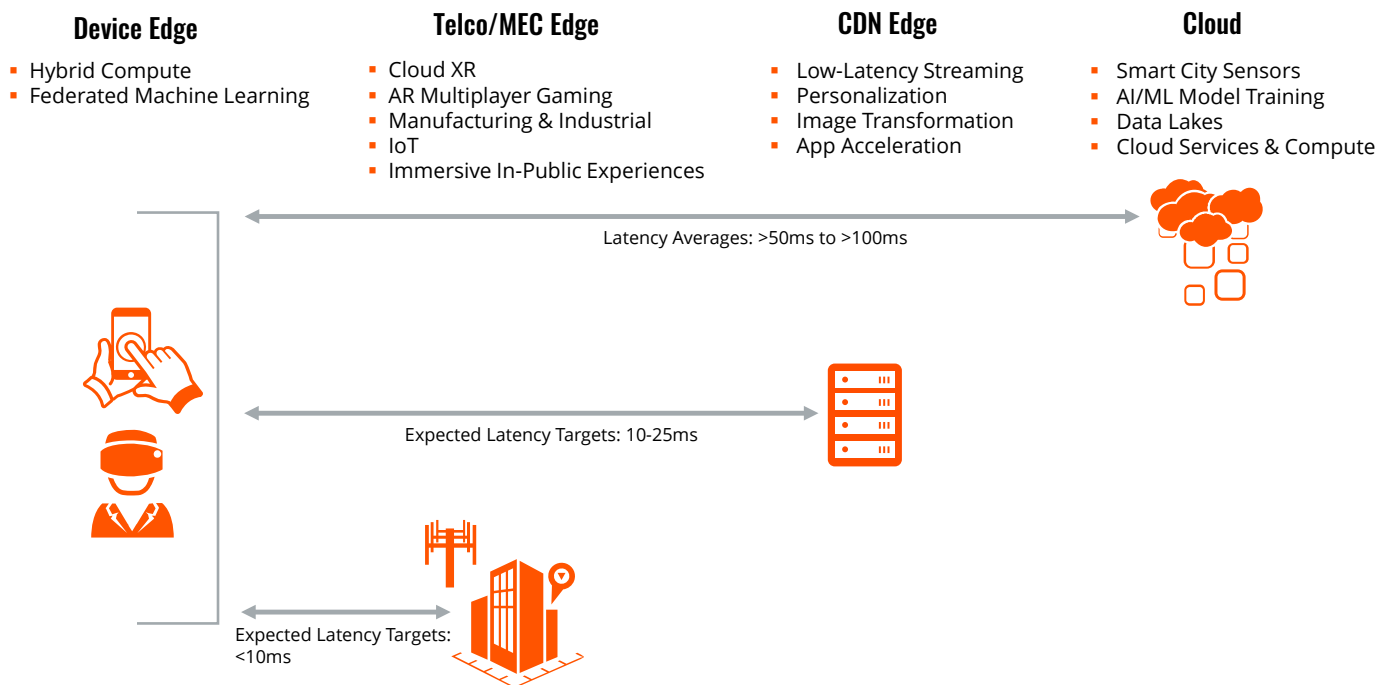 Device Edge
Hybrid Compute
Federated Machine Learning
Telco/MEC Edge
Cloud XR
AR Multiplayer Gaming
Manufacturing & Industrial
IoT
Immersive In-Public Experiences
CDN Edge
Low-Latency Streaming
Personalization
Image Transformation
App Acceleration
Cloud
Smart City Sensors
AI/ML Model Training
Data Lakes
Cloud Services & Compute
Latency Averages: >50ms to >100ms
Expected Latency Targets: 10-25ms
Expected Latency Targets:
<10ms